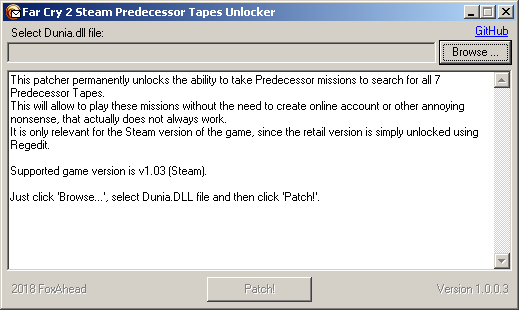 Far Cry 2 Steam Predecessor Tapes Unlocker
Select Dunia.dll file:
GitHub
Browse ...
This patcher permanently unlocks the ability to take Predecessor missions to search for all 7
Predecessor Tapes.
This will allow to play these missions without the need to create online account or other annoying
nonsense, that actually does not always work.
It is only relevant for the Steam version of the game, since the retail version is simply unlocked using
Regedit.
Supported game version is v1.03 (Steam).
Just click 'Browse...', select Dunia.DLL file and then click 'Patch!'.
2018 FoxAhead
Patch!
Version 1.0.0.3